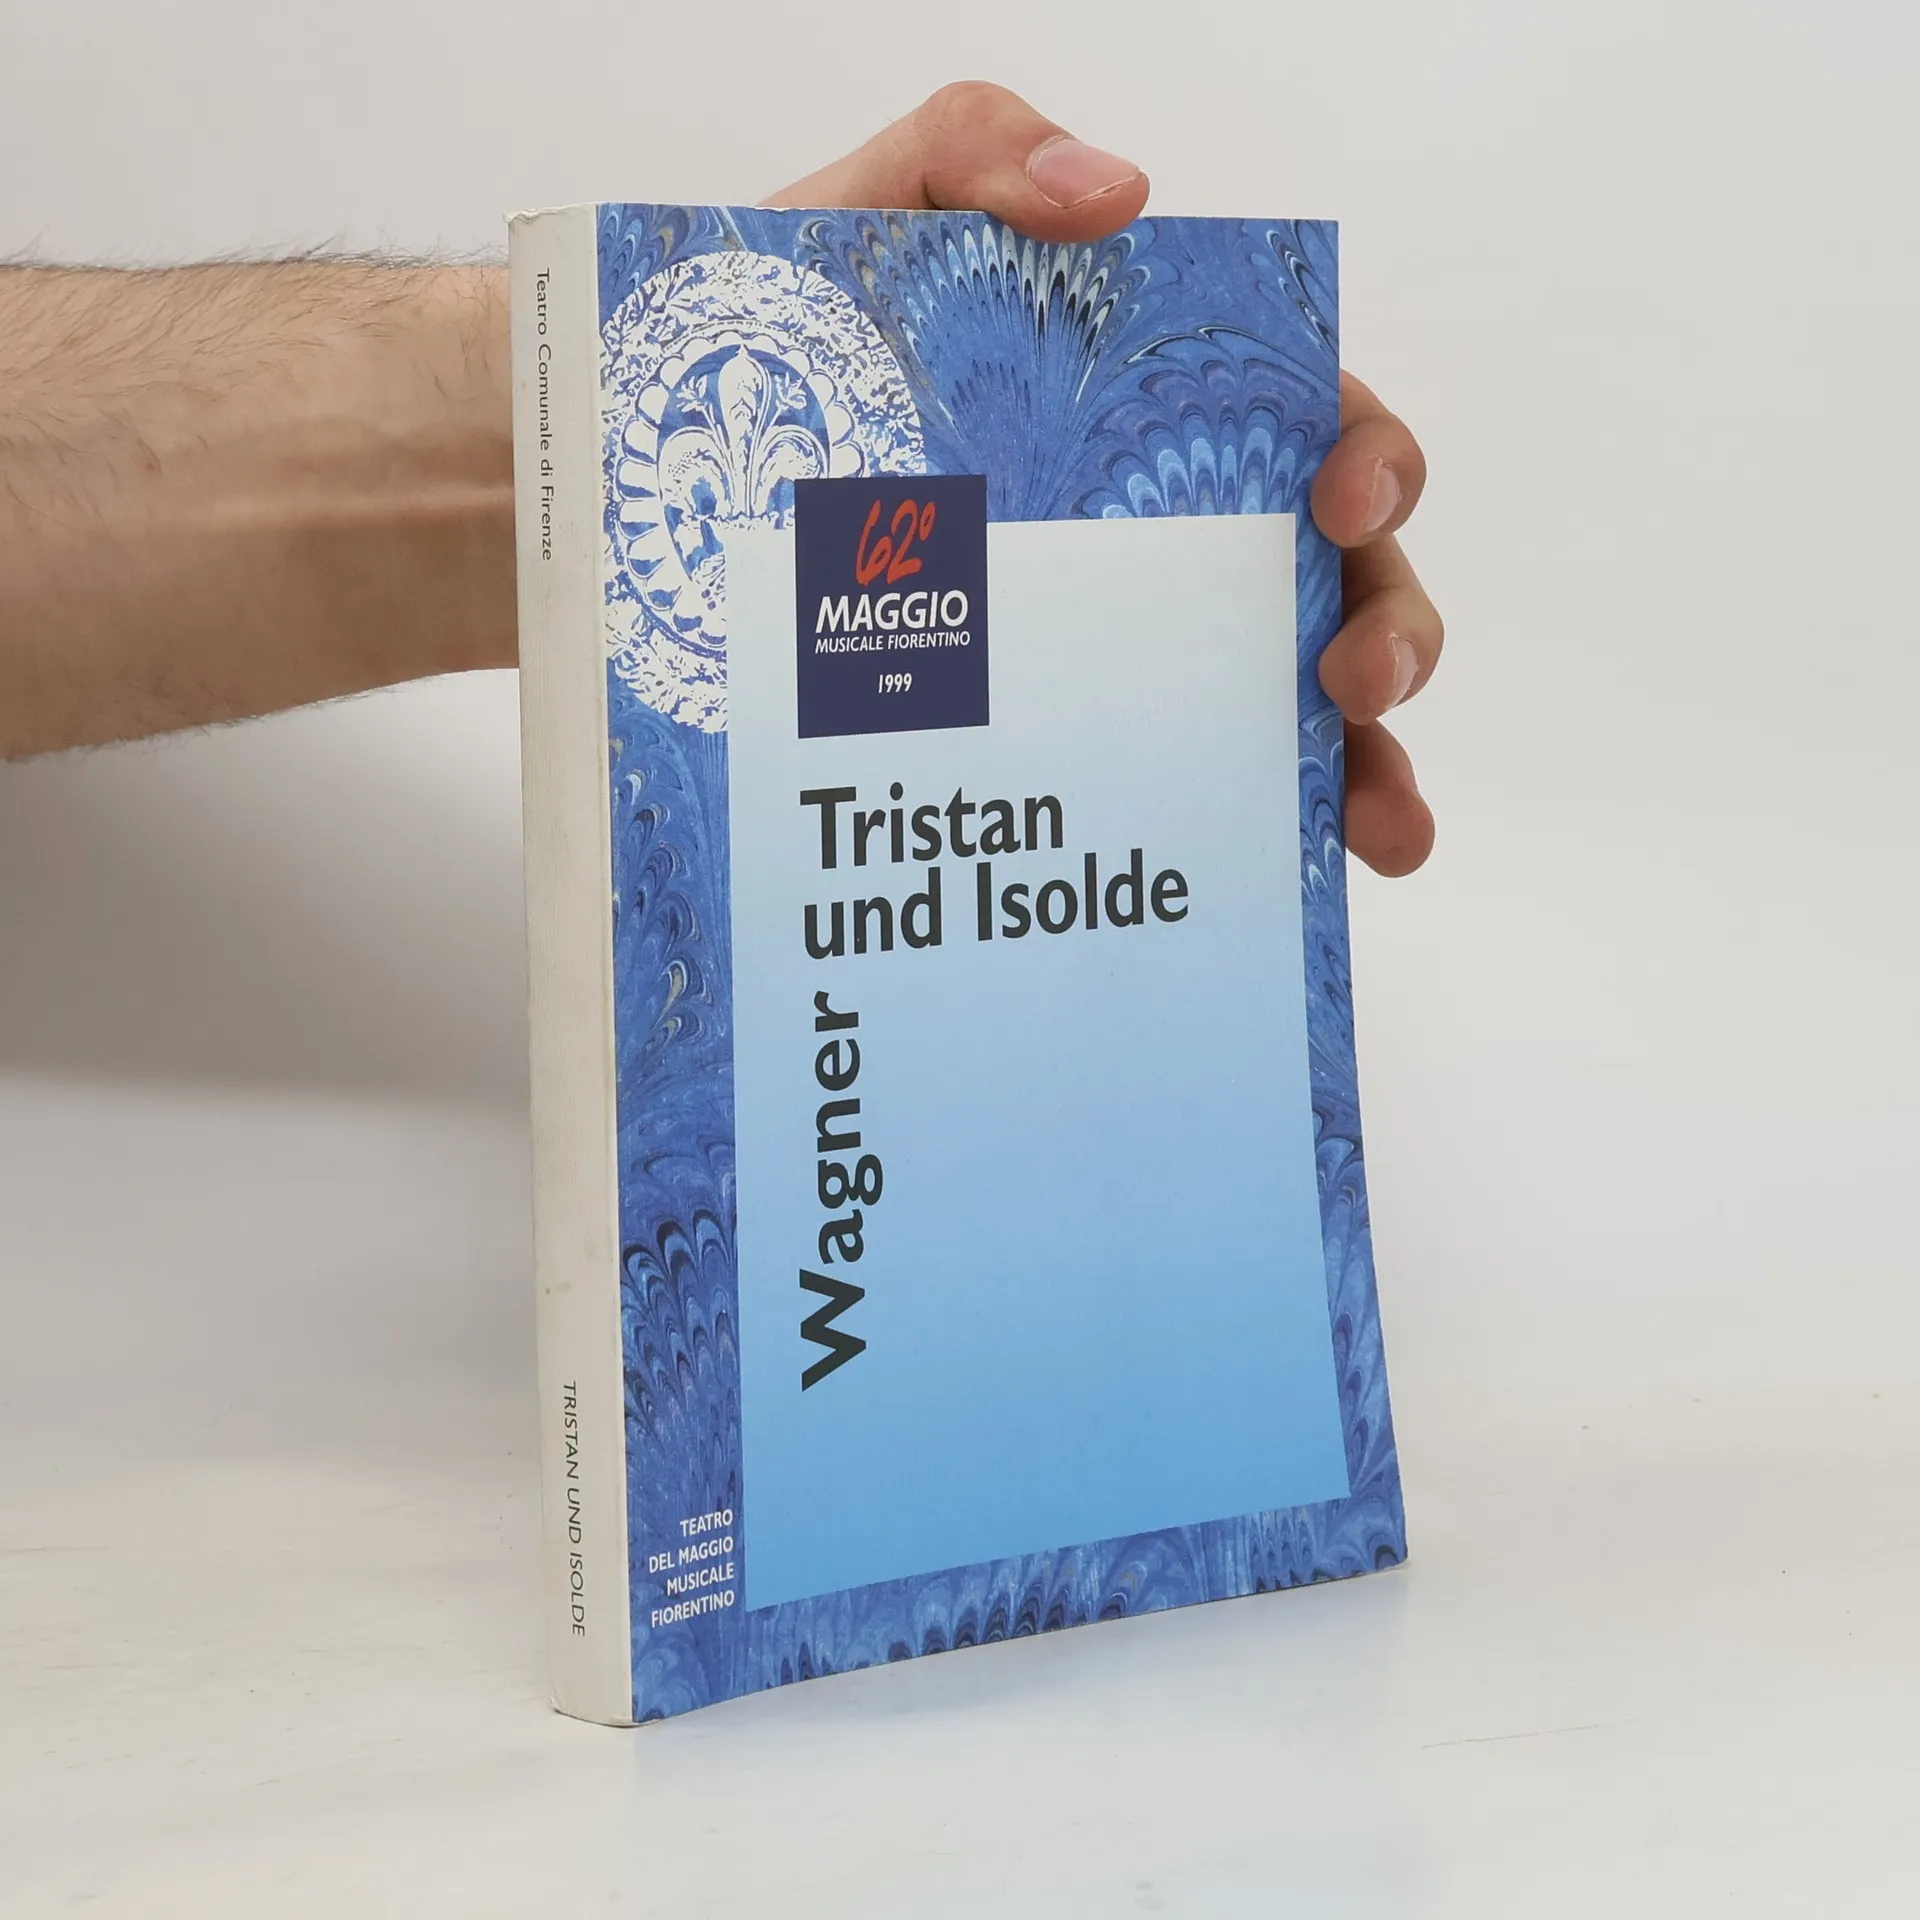 Teatro Comunale di Firenze
TRISTAN UND ISOLDE
62°
MAGGIO
MUSICALE FIORENTINO
1999
Tristan
und Isolde
Wagner
TEATRO
DEL MAGGIO
MUSICALE
FIORENTINO